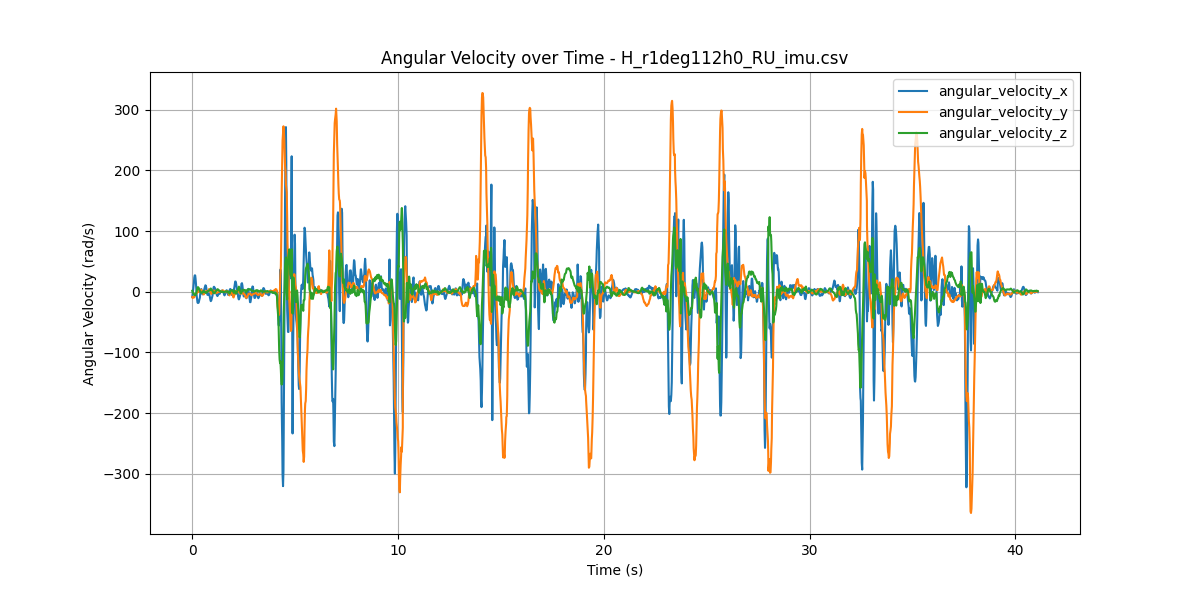 Angular Velocity over Time - H_r1deg112h0_RU_imu.csv
angular_velocity_x
angular_velocity_y
angular_velocity_z
Angular Velocity (rad/s)
300
200
100
0
−100
−200
−300
0 10 20 30 40
Time (s)